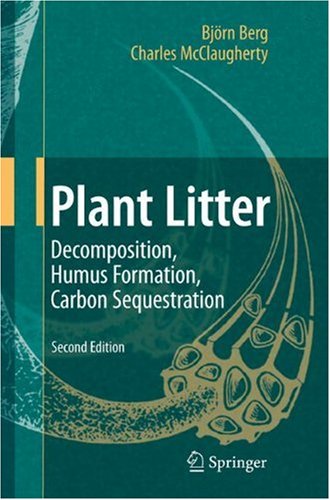 Björn Berg
Charles McClaugherty
Plant Litter
Decomposition,
Humus Formation,
Carbon Sequestration
Second Edition
Springer